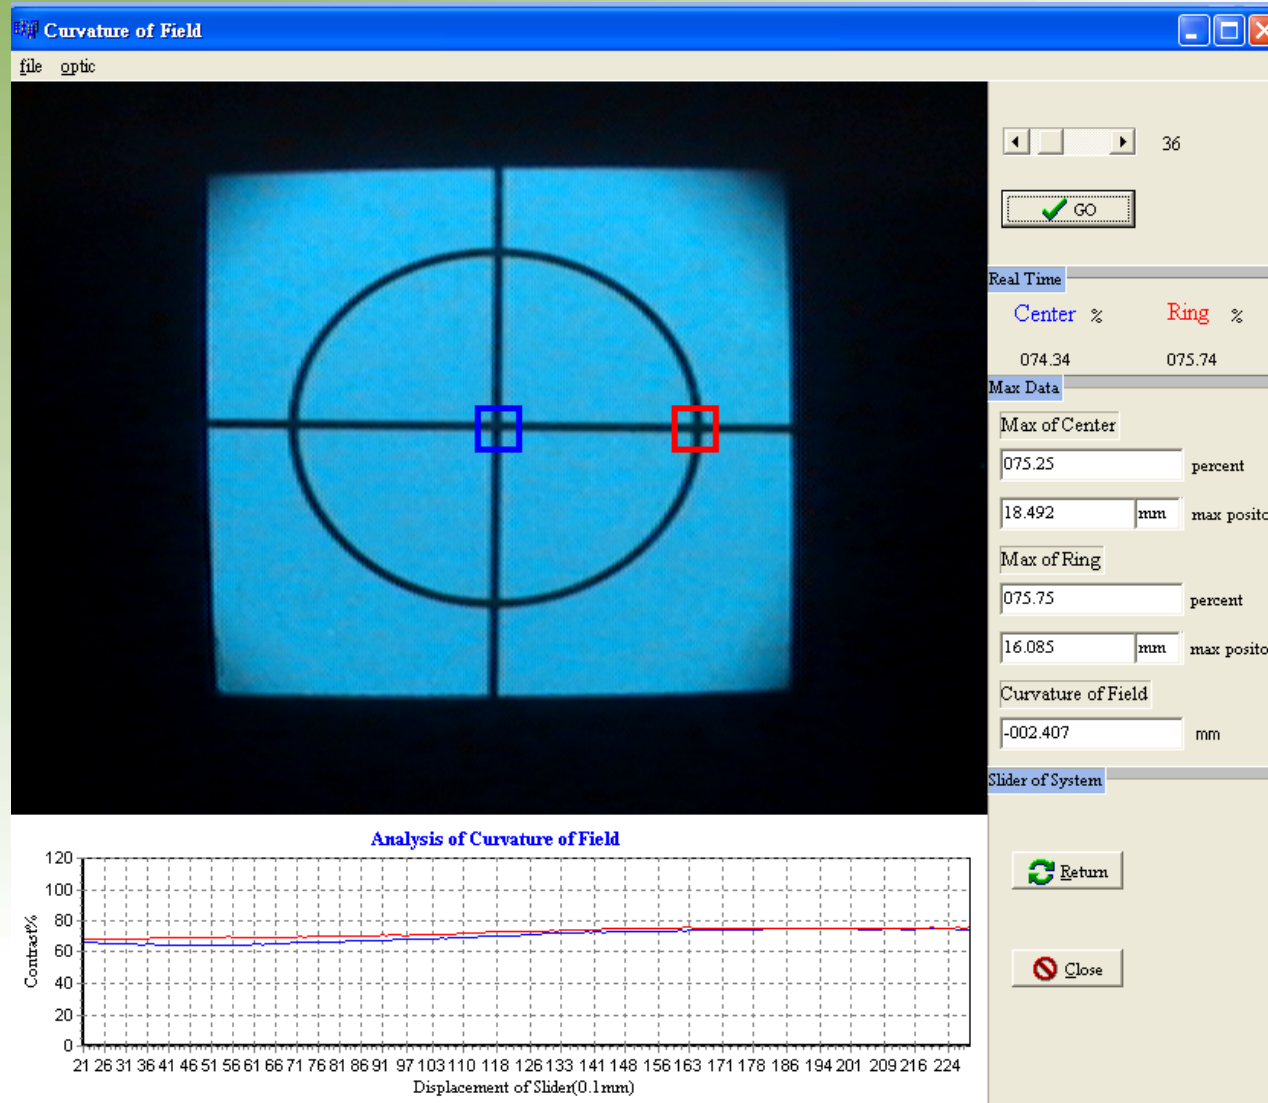 Curvature of Field
file optic
36
GO
Real Time
Center % Ring %
074.34 075.74
Max Data
Max of Center
075.25 percent
18.492 mm max posito
Max of Ring
075.75 percent
16.085 mm max posito
Curvature of Field
-002.407 mm
Slider of System
Return
Close
Analysis of Curvature of Field
120
100
80
60
40
20
0
Contrast%
21 26 31 36 41 46 51 56 61 66 71 76 81 86 91 97 103 110 118 126 133 141 148 156 163 171 178 186 194 201 209 216 224
Displacement of Slider(0.1mm)